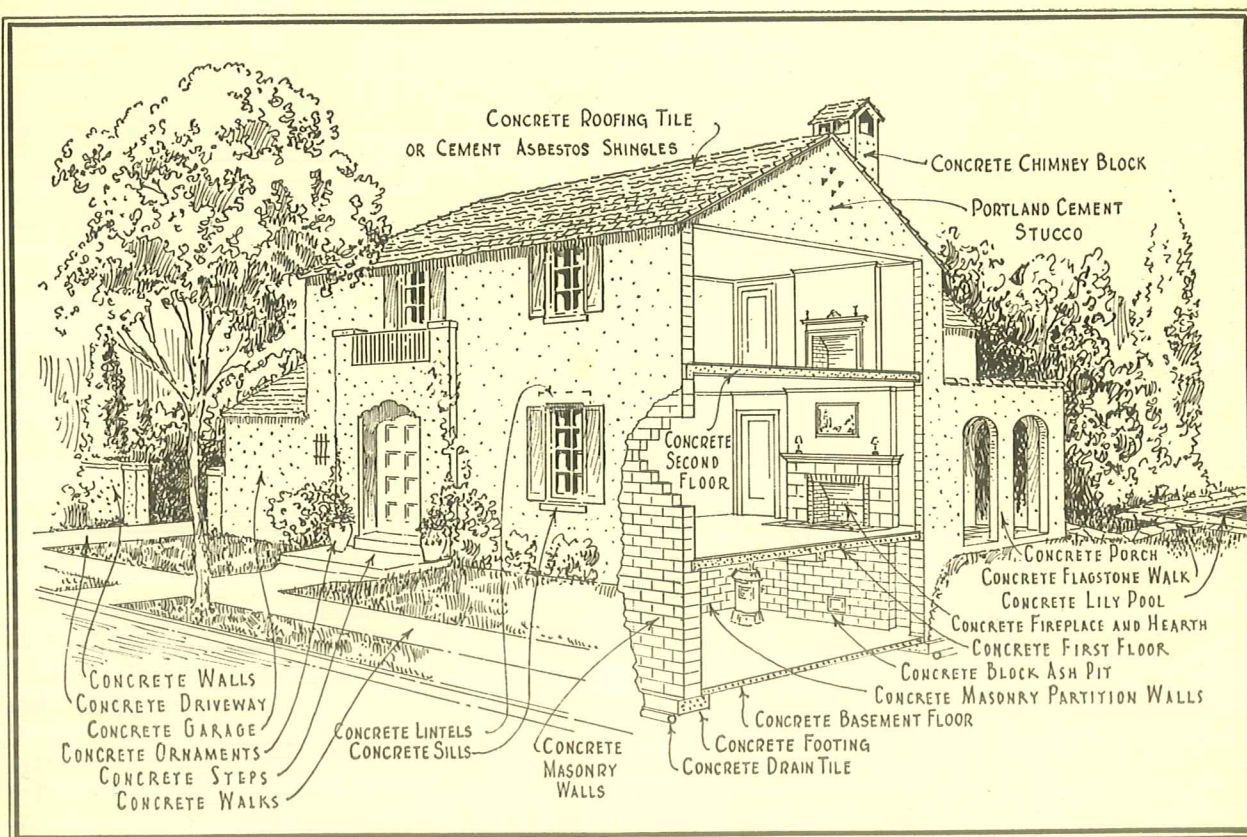 CONCRETE ROOFING TILE
OR CEMENT ASBESTOS SHINGLES
CONCRETE CHIMNEY BLOCK
PORTLAND CEMENT
STUCCO
CONCRETE
SECOND
FLOOR
CONCRETE PORCH
CONCRETE FLAGSTONE WALK
CONCRETE LILY POOL
CONCRETE FIREPLACE AND HEARTH
CONCRETE FIRST FLOOR
CONCRETE BLOCK ASH PIT
CONCRETE MASONRY PARTITION WALLS
CONCRETE BASEMENT FLOOR
CONCRETE FOOTING
CONCRETE DRAIN TILE
CONCRETE
MASONRY
WALLS
CONCRETE LINTELS
CONCRETE SILLS
CONCRETE WALLS
CONCRETE DRIVEWAY
CONCRETE GARAGE
CONCRETE ORNAMENTS
CONCRETE STEPS
CONCRETE WALKS